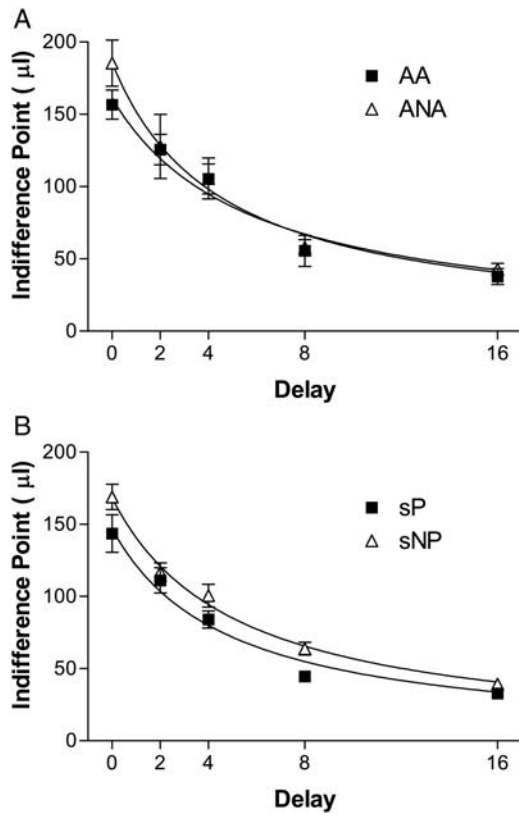 A
Indifference Point ( µl)
200
150
100
50
0
AA
ANA
0 2 4 8 16
Delay
B
Indifference Point ( µl)
200
150
100
50
0
sP
sNP
0 2 4 8 16
Delay